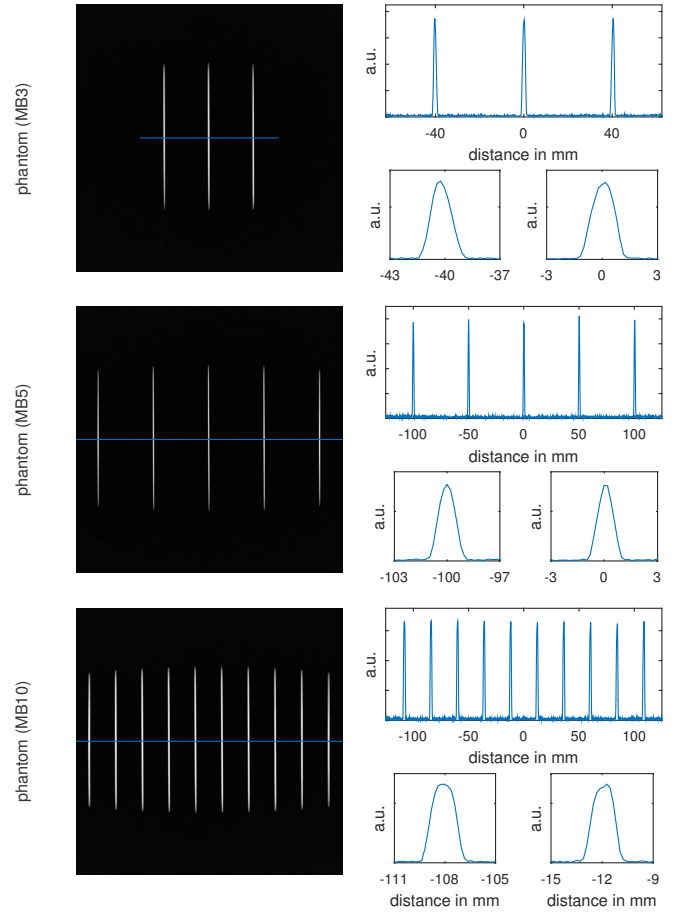 phantom (MB3)
a.u.
-40 0 40
distance in mm
a.u.
-43 -40 -37
a.u.
-3 0 3
phantom (MB5)
a.u.
-100 -50 0 50 100
distance in mm
a.u.
-103 -100 -97
a.u.
-3 0 3
phantom (MB10)
a.u.
-100 -50 0 50 100
distance in mm
a.u.
-111 -108 -105
distance in mm
a.u.
-15 -12 -9
distance in mm